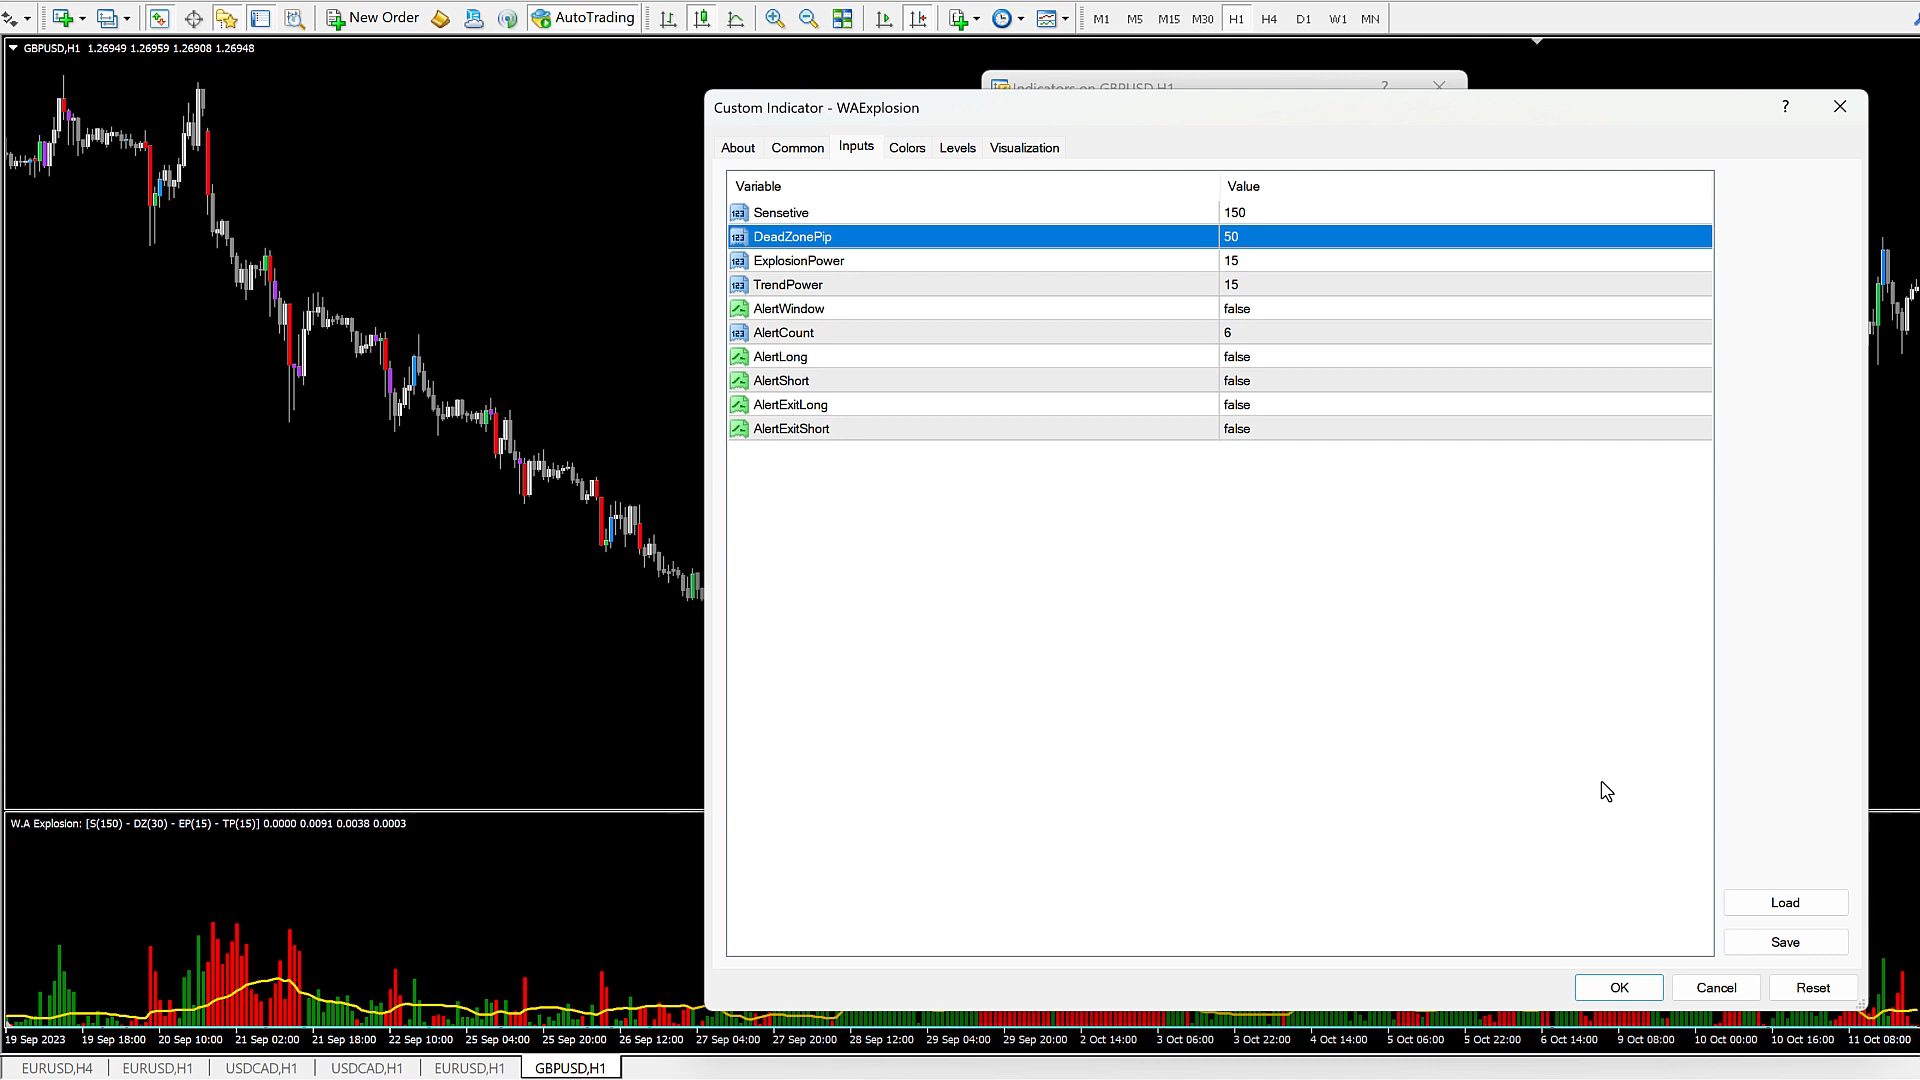 New Order AutoTrading M1 M5 M15 M30 H1 H4 D1 W1 MN
GBPUSD,H1 1.26949 1.26959 1.26908 1.26948
Indicators on GBPUSD,H1 ?
Custom Indicator - WAExplosion ?
About Common Inputs Colors Levels Visualization
Variable Value
123 Sensetive 150
123 DeadZonePip 50
123 ExplosionPower 15
123 TrendPower 15
AlertWindow false
123 AlertCount 6
AlertLong false
AlertShort false
AlertExitLong false
AlertExitShort false
W.A Explosion: [S(150) - DZ(30) - EP(15) - TP(15)] 0.0000 0.0091 0.0038 0.0003
Load
Save
OK Cancel Reset
19 Sep 2023 19 Sep 18:00 20 Sep 10:00 21 Sep 02:00 21 Sep 18:00 22 Sep 10:00 25 Sep 04:00 25 Sep 20:00 26 Sep 12:00 27 Sep 04:00 27 Sep 20:00 28 Sep 12:00 29 Sep 04:00 29 Sep 20:00 2 Oct 14:00 3 Oct 06:00 3 Oct 22:00 4 Oct 14:00 5 Oct 06:00 5 Oct 22:00 6 Oct 14:00 9 Oct 08:00 10 Oct 00:00 10 Oct 16:00 11 Oct 08:00
EURUSD,H4 EURUSD,H1 USDCAD,H1 USDCAD,H1 EURUSD,H1 GBPUSD,H1